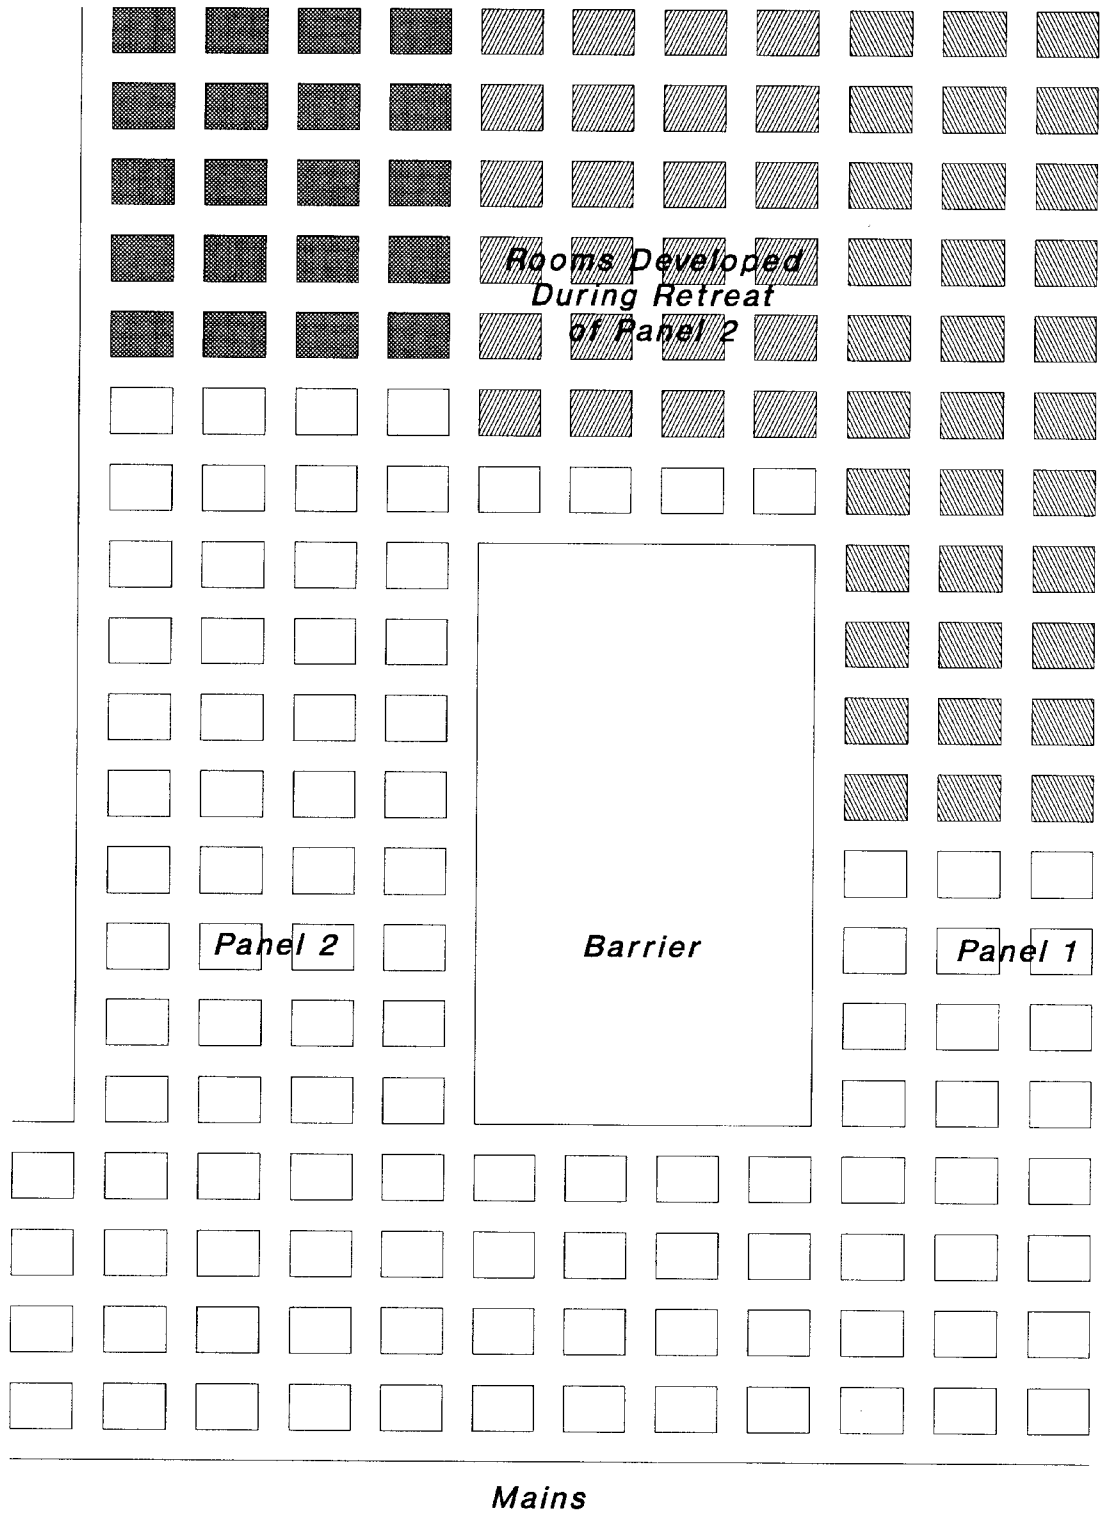 Rooms Developed
During Retreat
of Panel 2
Panel 2
Barrier
Panel 1
Mains